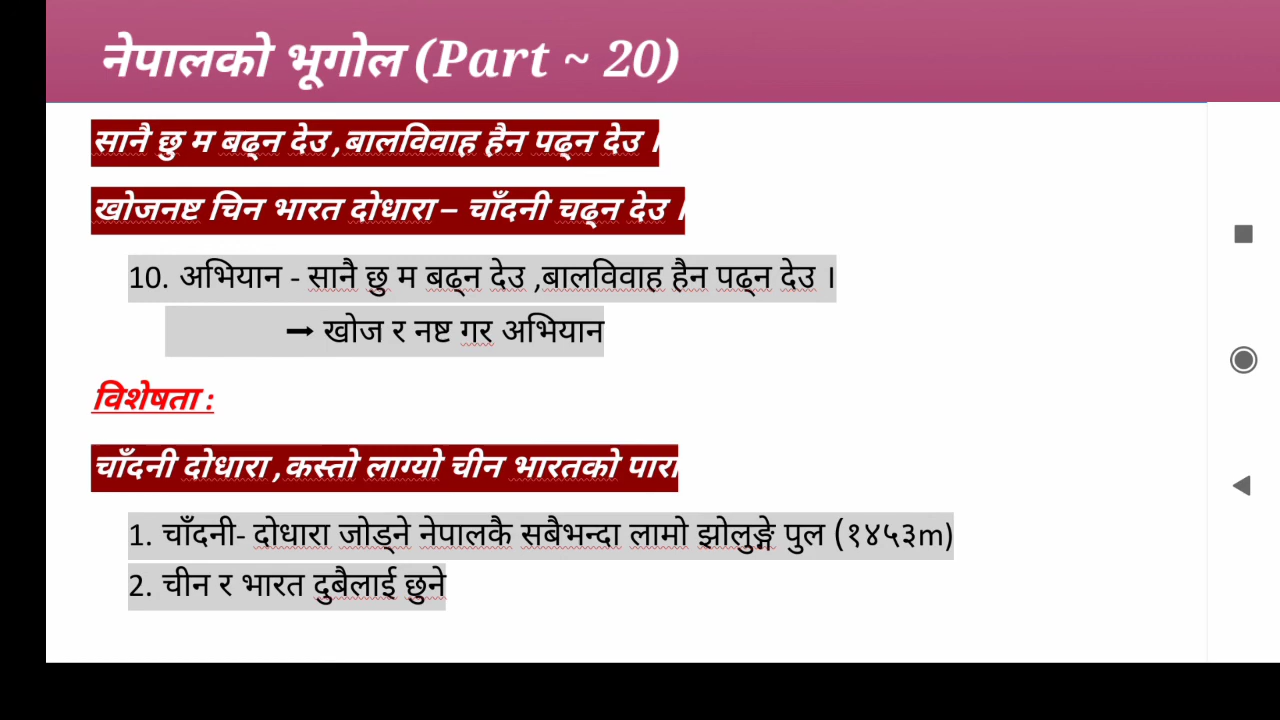 नेपालको भूगोल (Part ~ 20)
सानै छु म बढ्न देउ ,बालविवाह हैन पढ्न देउ ।
खोजनष्ट चिन भारत दोधारा – चाँदनी चढ्न देउ ।
10. अभियान - सानै छु म बढ्न देउ ,बालविवाह हैन पढ्न देउ ।
➞ खोज र नष्ट गर अभियान
विशेषता :
चाँदनी दोधारा ,कस्तो लाग्यो चीन भारतको पारा
1. चाँदनी- दोधारा जोड्ने नेपालकै सबैभन्दा लामो झोलुङ्गे पुल (१४५३m)
2. चीन र भारत दुबैलाई छुने